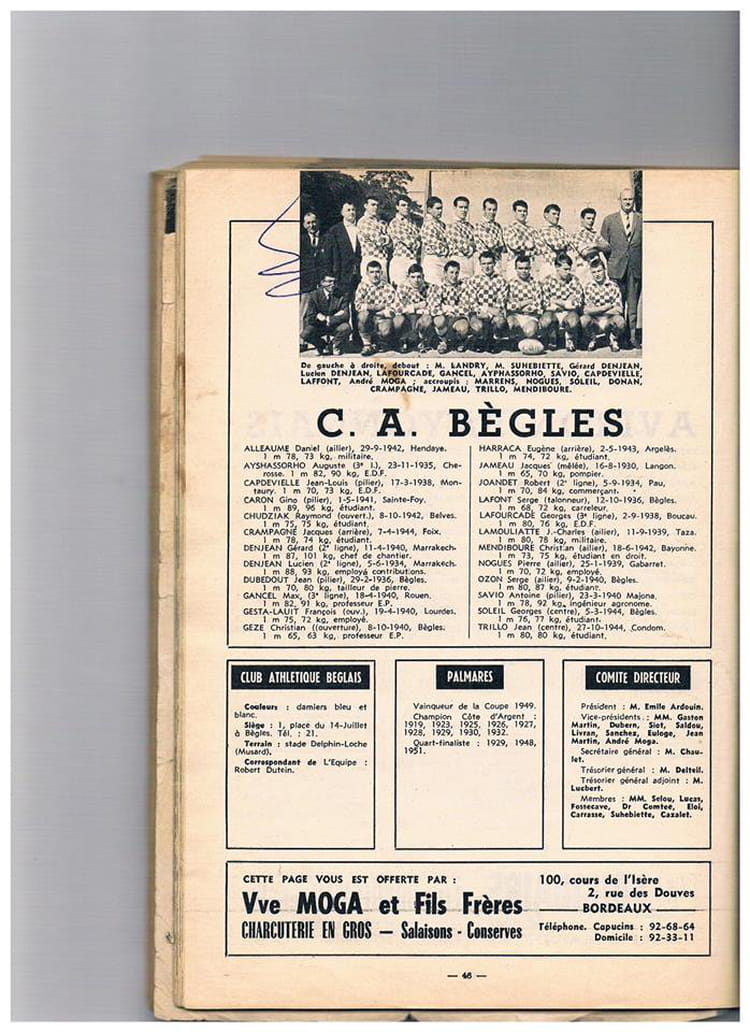 De gauche à droite, debout : M. LANDRY, M. SUHEBIETTE, Gérard DENJEAN,
Lucien DENJEAN, LAFOURCADE, GANCEL, AYPHASSORHO, SAVIO, CAPDEVIELLE,
LAFFONT, André MOGA ; accroupis : MARRENS, NOGUES, SOLEIL, DONAN,
CRAMPAGNE, JAMEAU, TRILLO, MENDIBOURE.
C. A. BÈGLES
ALLEAUME Daniel (ailier), 29-9-1942, Hendaye.
1 m 78, 73 kg, militaire.
AYSHASSORHO Auguste (3e l.), 23-11-1935, Che-
rosse. 1 m 82, 90 kg, E.D.F.
CAPDEVIELLE Jean-Louis (pilier), 17-3-1938, Mon-
taury. 1 m 70, 73 kg, E.D.F.
CARON Gino (pilier), 1-5-1941, Sainte-Foy.
1 m 89, 96 kg, étudiant.
CHUDZIAK Raymond (ouvert.), 8-10-1942, Belves.
1 m 75, 75 kg, étudiant.
CRAMPAGNÉ Jacques (arrière), 7-4-1944, Foix.
1 m 78, 74 kg, étudiant.
DENJEAN Gérard (2e ligne), 11-4-1940, Marrakech.
1 m 87, 101 kg, chef de chantier.
DENJEAN Lucien (2e ligne), 5-6-1934, Marrakech.
1 m 88, 93 kg, employé contributions.
DUBEDOUT Jean (pilier), 29-2-1936, Bègles.
1 m 70, 80 kg, tailleur de pierre.
GANCEL Max, (3e ligne), 18-4-1940, Rouen.
1 m 82, 91 kg, professeur E.P.
GESTA-LAUIT François (ouv.), 19-4-1940, Lourdes.
1 m 75, 72 kg, employé.
GEZE Christian ((ouverture), 8-10-1940, Bègles.
1 m 65, 63 kg, professeur E.P.
HARRACA Eugène (arrière), 2-5-1943, Argelès.
1 m 74, 72 kg, étudiant.
JAMEAU Jacques (mêlée), 16-8-1930, Langon.
1 m 65, 70 kg, pompier.
JOANDET Robert (2e ligne), 5-9-1934, Pau,
1 m 70, 84 kg, commerçant.
LAFONT Serge (talonneur), 12-10-1936, Bègles.
1 m 68, 72 kg, carreleur.
LAFOURCADE Georges (3e ligne), 2-9-1938, Boucau.
1 m 80, 76 kg, E.D.F.
LAMOULIATTE J.-Charles (ailier), 11-9-1939, Taza.
1 m 80, 78 kg, militaire.
MENDIBOURE Christian (ailier), 18-6-1942, Bayonne.
1 m 73, 75 kg, étudiant en droit.
NOGUES Pierre (ailier), 25-1-1939, Gabarret.
1 m 70, 72 kg, employé.
OZON Serge (ailier), 9-2-1940, Bègles.
1 m 80, 87 kg, étudiant.
SAVIO Antoine (pilier), 23-3-1940 Majona,
1 m 78, 92 kg, ingénieur agronome.
SOLEIL Georges (centre), 5-3-1944, Bègles.
1 m 76, 77 kg, étudiant.
TRILLO Jean (centre), 27-10-1944, Condom.
1 m 80, 80 kg, étudiant.
CLUB ATHLETIQUE BEGLAIS
Couleurs : damiers bleu et
blanc.
Siège : 1, place du 14-Juillet
à Bègles. Tél. : 21.
Terrain : stade Delphin-Loche
(Musard).
Correspondant de L'Equipe :
Robert Dutein.
PALMARES
Vainqueur de la Coupe 1949.
Champion Côte d'Argent :
1919, 1923, 1925, 1926, 1927,
1928, 1929, 1930, 1932.
Quart-finaliste : 1929, 1948,
1951.
COMITE DIRECTEUR
Président : M. Emile Ardouin.
Vice-présidents : MM. Gaston
Martin, Dubern, Siot, Saldou,
Livran, Sanchez, Euloge, Jean
Martin, André Moga.
Secrétaire général : M. Chau-
let.
Trésorier général : M. Delteil.
Trésorier général adjoint : M.
Lucbert.
Membres : MM. Selou, Lucas,
Fossecave, Dr Comtee, Eloi,
Carrasse, Suhebiette, Cazalet.
CETTE PAGE VOUS EST OFFERTE PAR :
Vve MOGA et Fils Frères
CHARCUTERIE EN GROS — Salaisons - Conserves
100, cours de l'Isère
2, rue des Douves
BORDEAUX
Téléphone. Capucins : 92-68-64
Domicile : 92-33-11
— 46 —